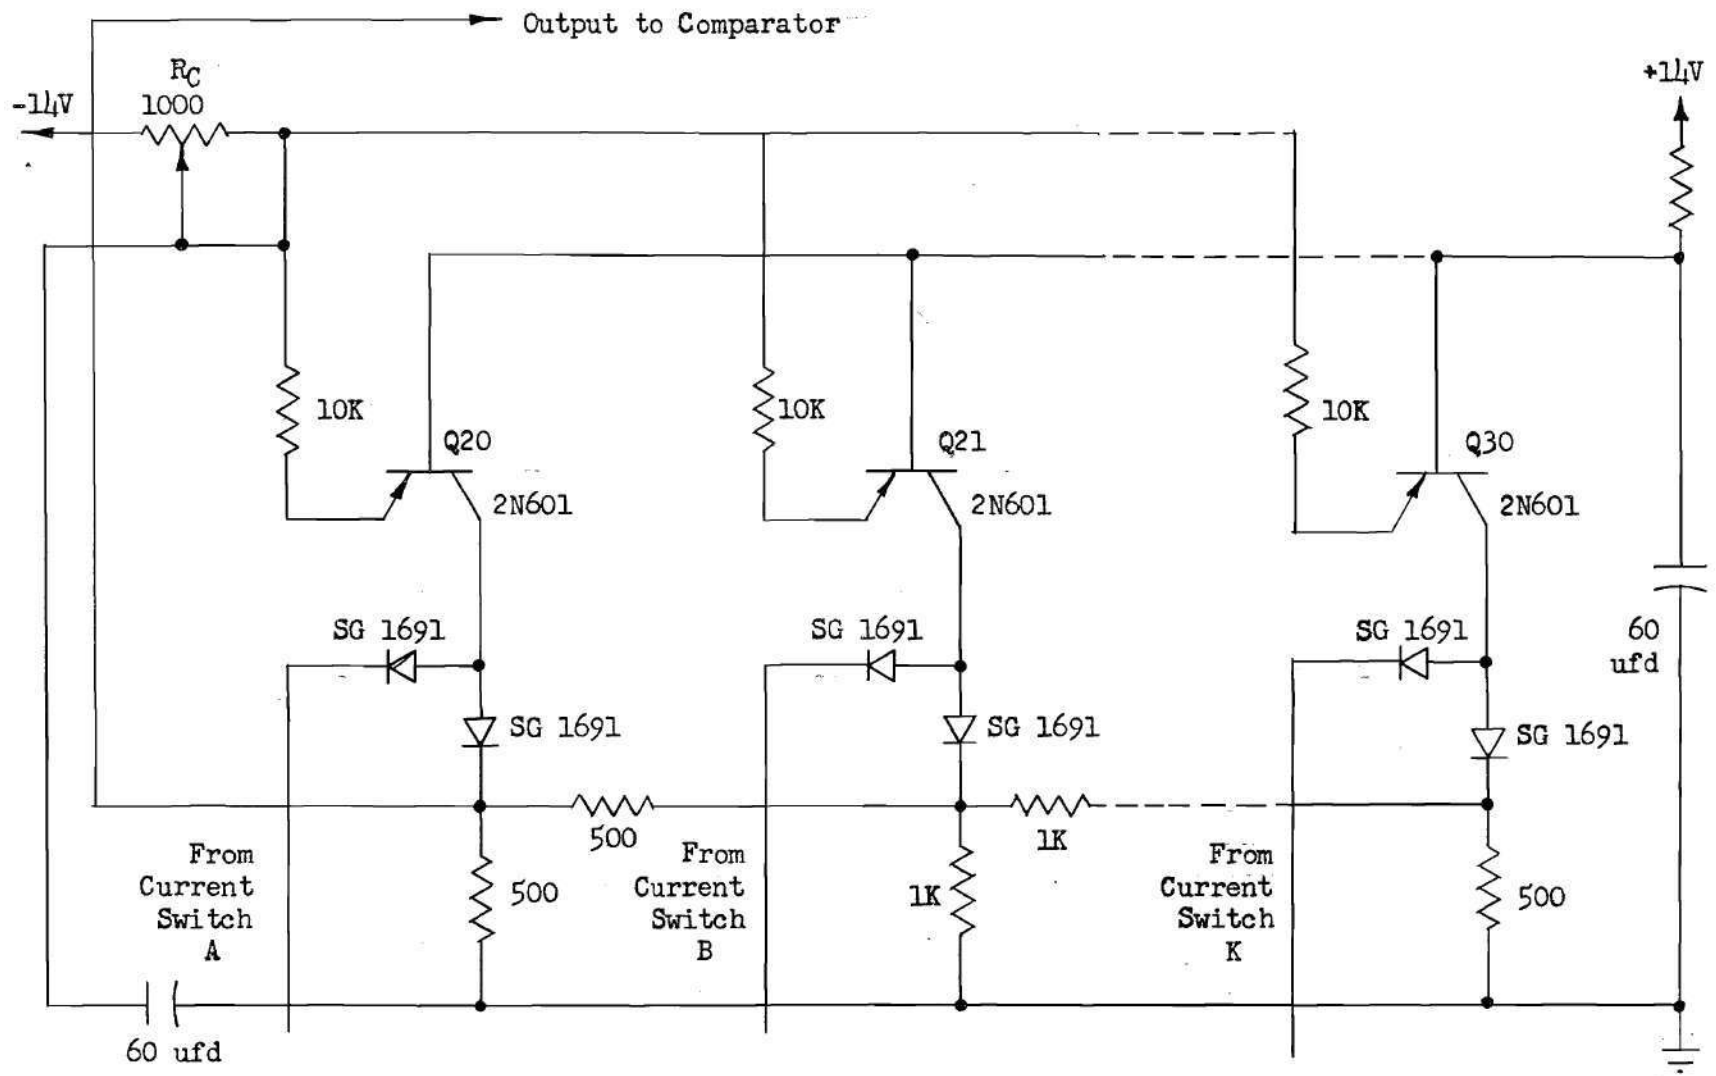 Output to Comparator
RC
1000
-14V
+14V
10K
10K
10K
Q20
Q21
Q30
2N601
2N601
2N601
SG 1691
SG 1691
SG 1691
60
ufd
SG 1691
SG 1691
SG 1691
500
1K
From
Current
Switch
A
500
From
Current
Switch
B
1K
From
Current
Switch
K
500
60 ufd